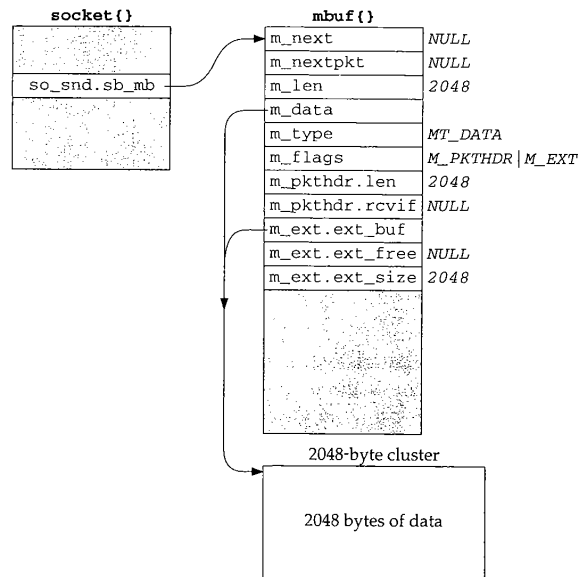 socket{}
so_snd.sb_mb
mbuf{}
m_next NULL
m_nextpkt NULL
m_len 2048
m_data
m_type MT_DATA
m_flags M_PKTHDR|M_EXT
m_pkthdr.len 2048
m_pkthdr.rcvif NULL
m_ext.ext_buf
m_ext.ext_free NULL
m_ext.ext_size 2048
2048-byte cluster
2048 bytes of data